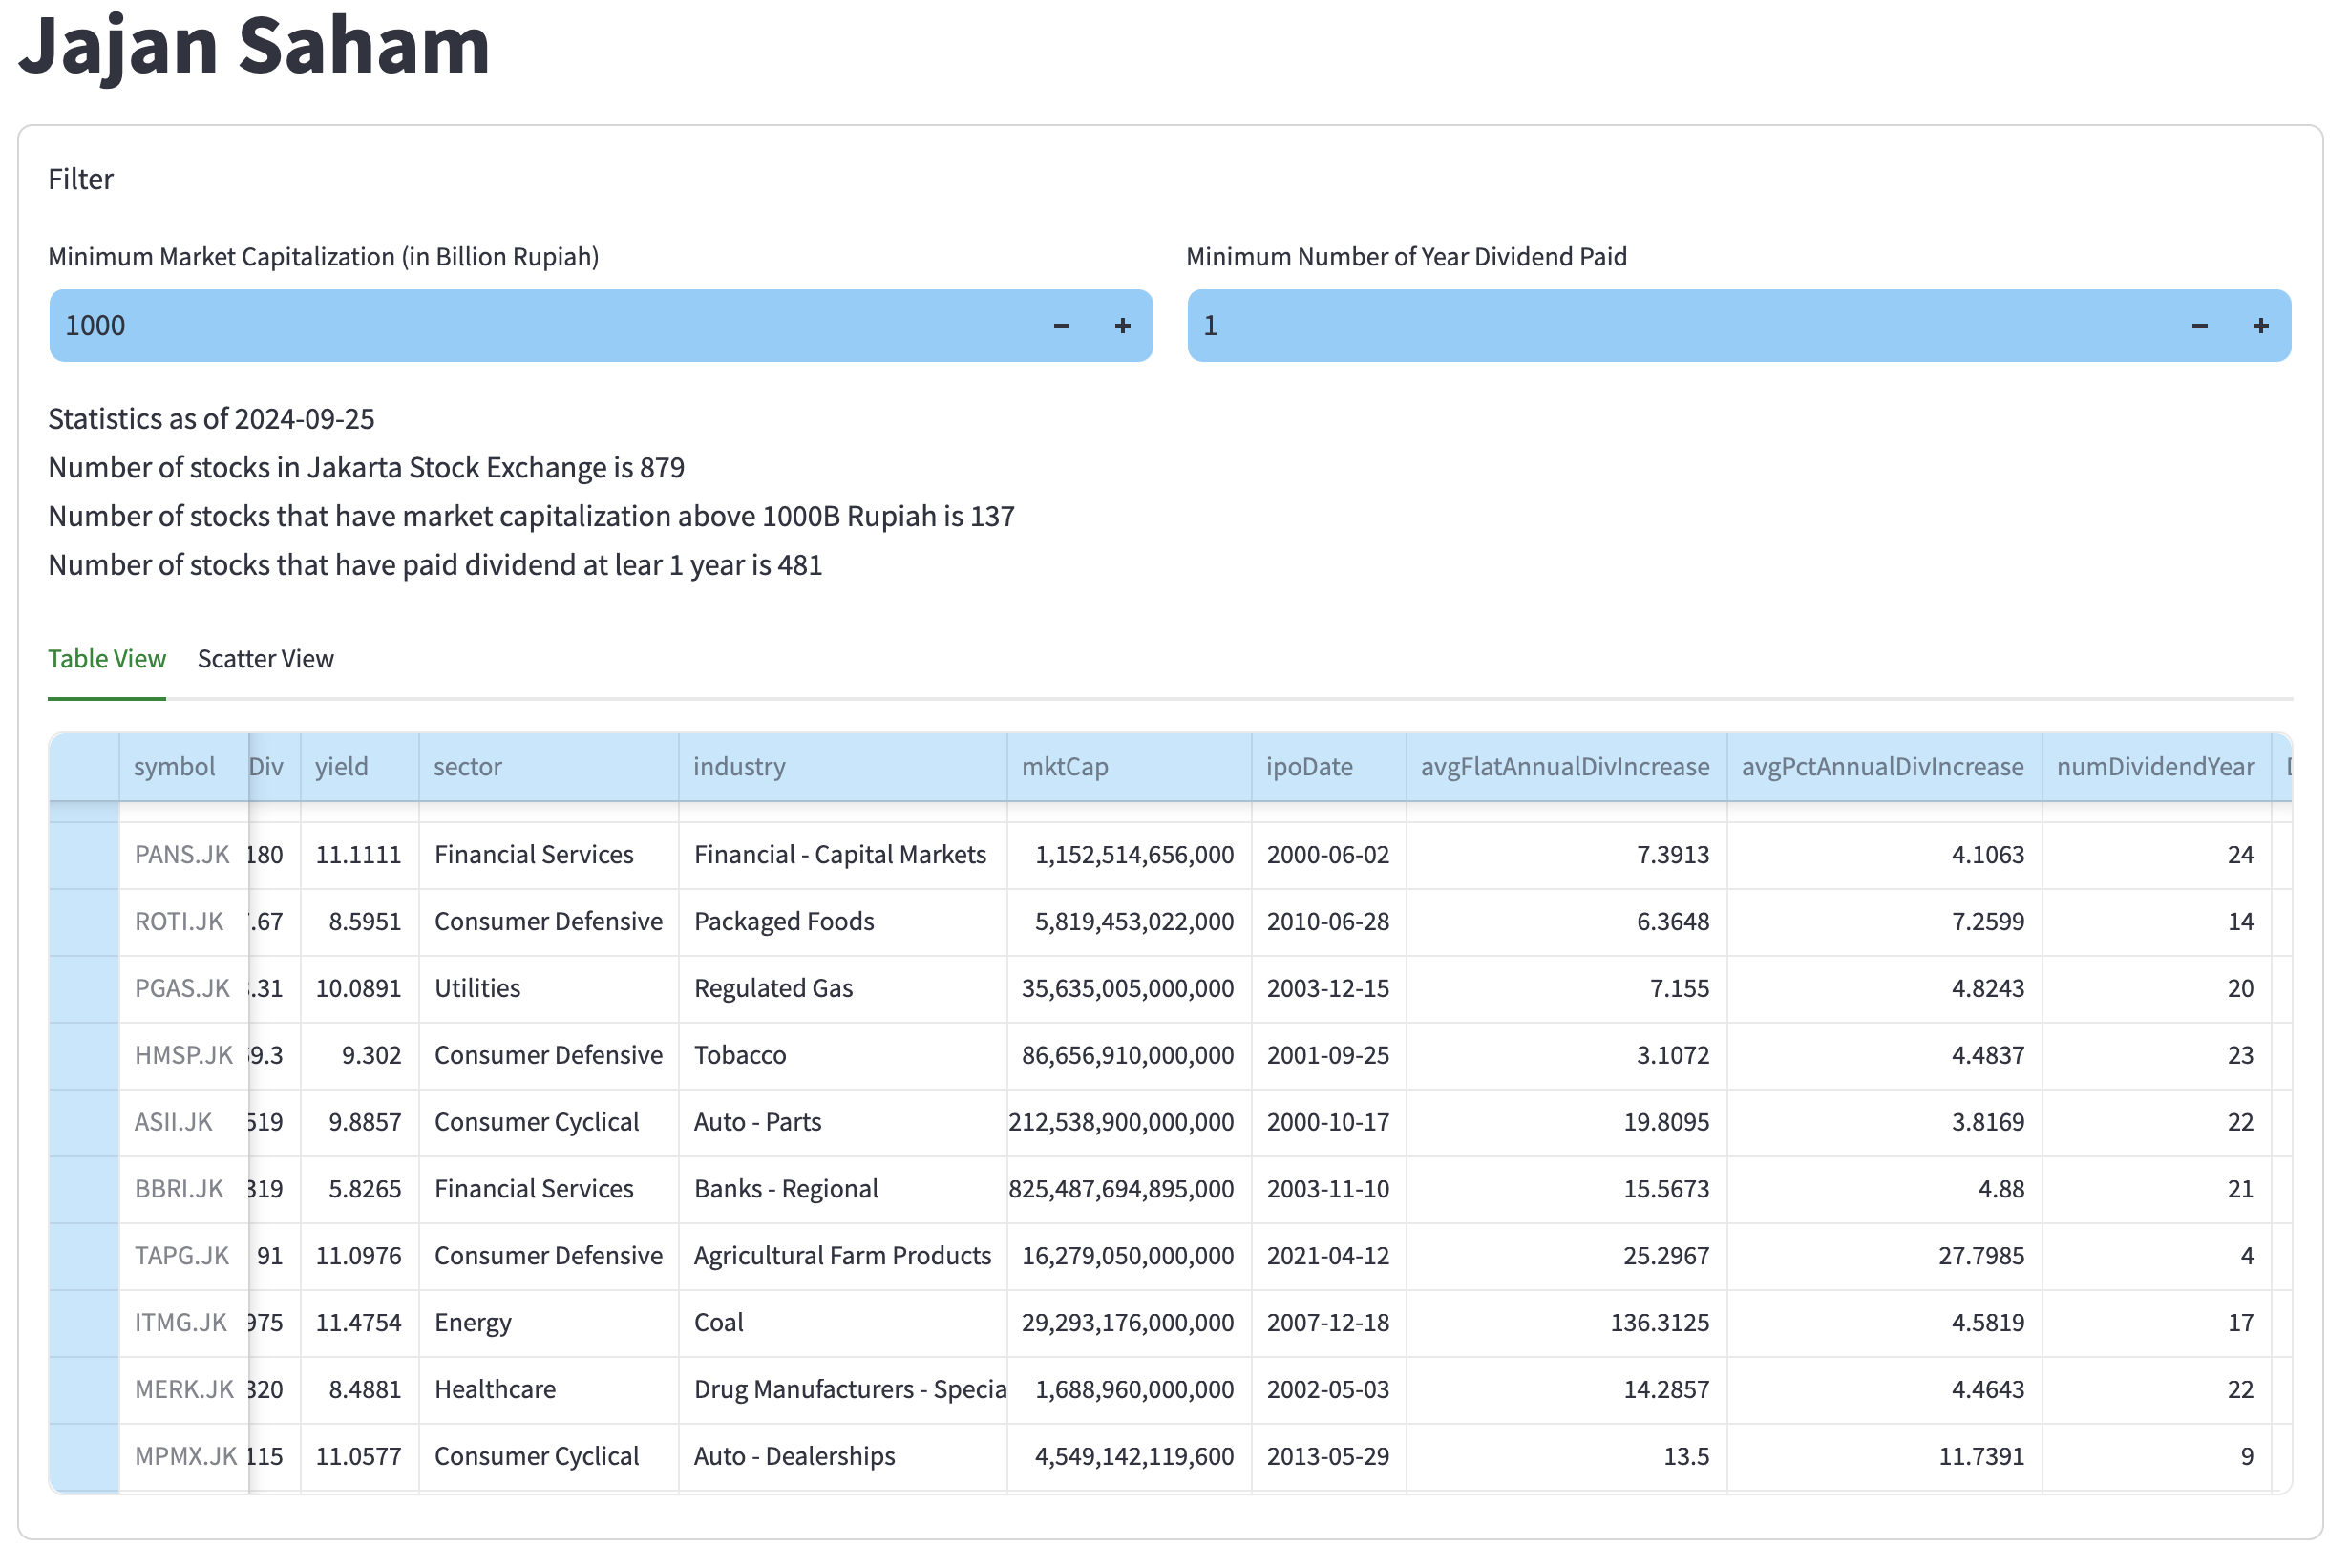 Jajan Saham
Filter
Minimum Market Capitalization (in Billion Rupiah) Minimum Number of Year Dividend Paid
1000 − + 1 − +
Statistics as of 2024-09-25
Number of stocks in Jakarta Stock Exchange is 879
Number of stocks that have market capitalization above 1000B Rupiah is 137
Number of stocks that have paid dividend at lear 1 year is 481
Table View Scatter View
symbol Div yield sector industry mktCap ipoDate avgFlatAnnualDivIncrease avgPctAnnualDivIncrease numDividendYear
PANS.JK 180 11.1111 Financial Services Financial - Capital Markets 1,152,514,656,000 2000-06-02 7.3913 4.1063 24
ROTI.JK .67 8.5951 Consumer Defensive Packaged Foods 5,819,453,022,000 2010-06-28 6.3648 7.2599 14
PGAS.JK .31 10.0891 Utilities Regulated Gas 35,635,005,000,000 2003-12-15 7.155 4.8243 20
HMSP.JK 9.3 9.302 Consumer Defensive Tobacco 86,656,910,000,000 2001-09-25 3.1072 4.4837 23
ASII.JK 519 9.8857 Consumer Cyclical Auto - Parts 212,538,900,000,000 2000-10-17 19.8095 3.8169 22
BBRI.JK 319 5.8265 Financial Services Banks - Regional 825,487,694,895,000 2003-11-10 15.5673 4.88 21
TAPG.JK 91 11.0976 Consumer Defensive Agricultural Farm Products 16,279,050,000,000 2021-04-12 25.2967 27.7985 4
ITMG.JK 975 11.4754 Energy Coal 29,293,176,000,000 2007-12-18 136.3125 4.5819 17
MERK.JK 320 8.4881 Healthcare Drug Manufacturers - Specia 1,688,960,000,000 2002-05-03 14.2857 4.4643 22
MPMX.JK 115 11.0577 Consumer Cyclical Auto - Dealerships 4,549,142,119,600 2013-05-29 13.5 11.7391 9